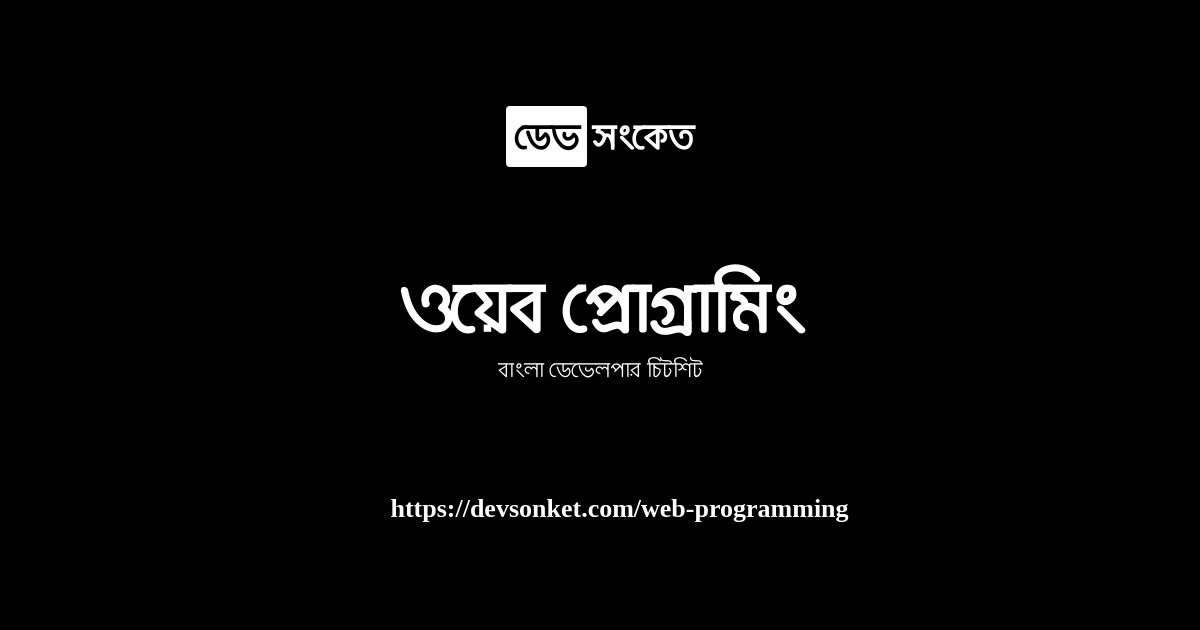 ডেভ সংকেত
ওয়েব প্রোগ্রামিং
বাংলা ডেভেলপার চিটশিট
https://devsonket.com/web-programming